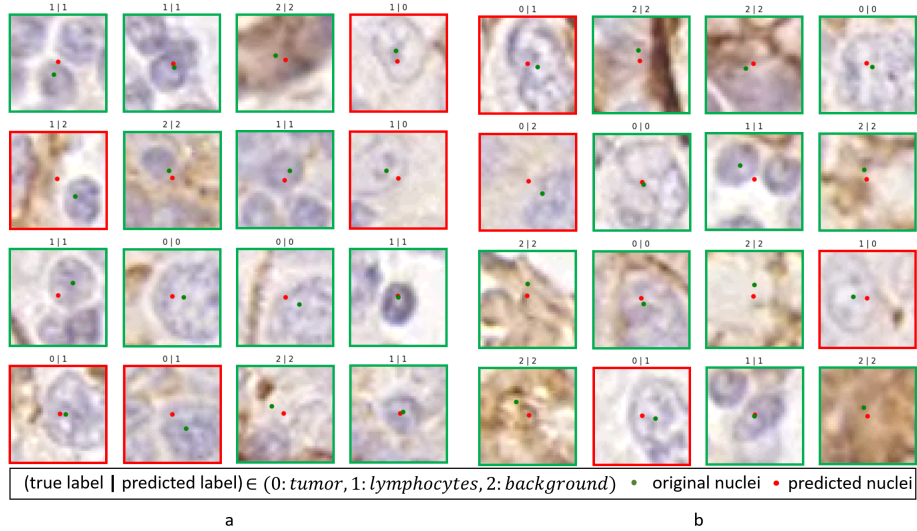 1 | 1 1 | 1 2 | 2 1 | 0 0 | 1 2 | 2 2 | 2 0 | 0
1 | 2 2 | 2 1 | 1 1 | 0 0 | 2 0 | 0 1 | 1 2 | 2
1 | 1 0 | 0 0 | 0 1 | 1 2 | 2 0 | 0 2 | 2 1 | 0
0 | 1 0 | 1 2 | 2 1 | 1 2 | 2 0 | 1 1 | 1 2 | 2
(true label | predicted label) ∈ (0: tumor, 1: lymphocytes, 2: background) original nuclei predicted nuclei
a b